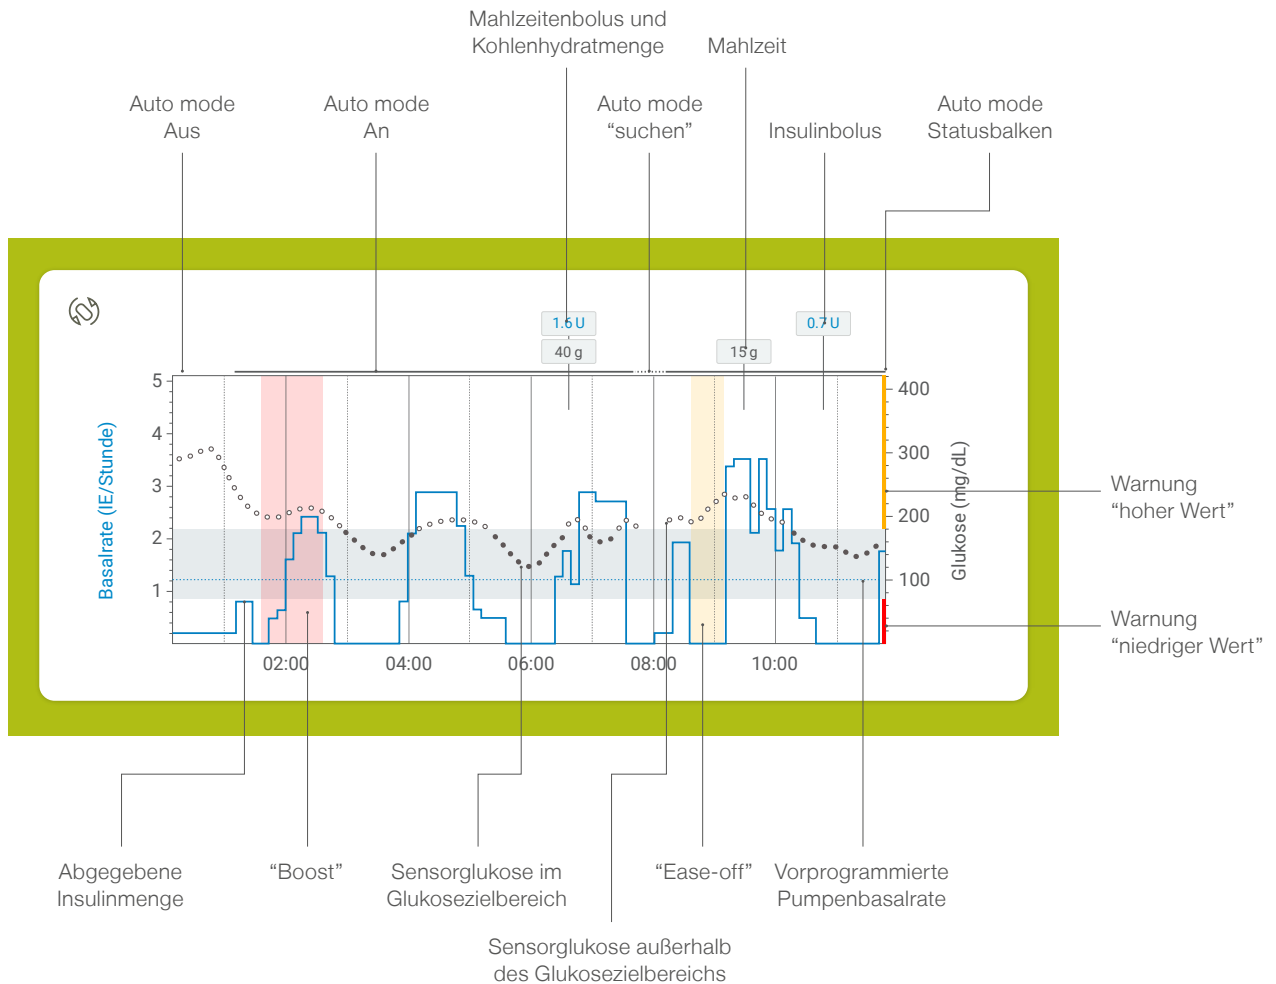 Mahlzeitenbolus und
Kohlenhydratmenge
Mahlzeit
Auto mode
Aus
Auto mode
An
Auto mode
“suchen”
Insulinbolus
Auto mode
Statusbalken
1.6 U
0.7 U
40 g
15 g
5
4
3
2
1
Basalrate (IE/Stunde)
400
300
200
100
Glukose (mg/dL)
02:00
04:00
06:00
08:00
10:00
Warnung
“hoher Wert”
Warnung
“niedriger Wert”
Abgegebene
Insulinmenge
“Boost”
Sensorglukose im
Glukosezielbereich
“Ease-off”
Vorprogrammierte
Pumpenbasalrate
Sensorglukose außerhalb
des Glukosezielbereichs